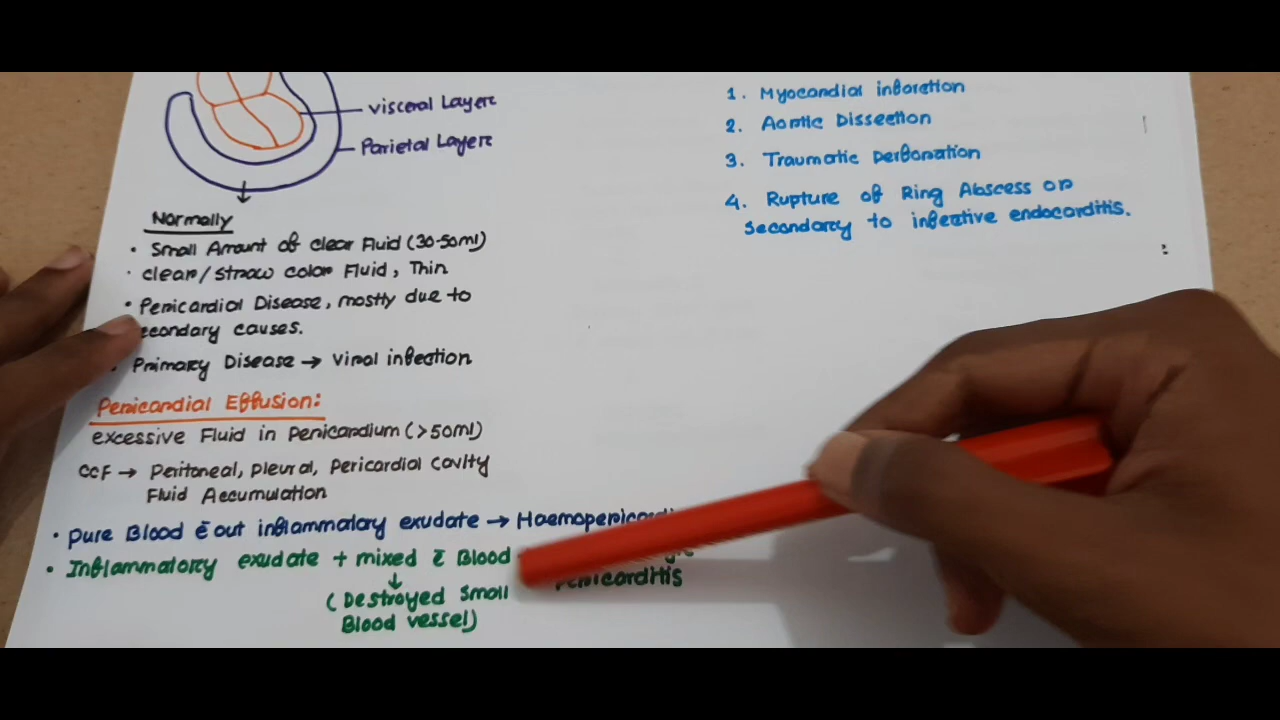 visceral Layer
Parietal Layer
Normally
• Small Amount of clear Fluid (30-50ml)
• clear/straw color Fluid, Thin
• Pericardial Disease, mostly due to
econdary causes.
• Primary Disease → Viral infection
Pericardial Effusion:
excessive Fluid in Pericardium (>50ml)
CCF → Peritoneal, Pleural, Pericardial cavity
Fluid Accumulation
• Pure Blood c̄ out inflammatory exudate →
• Inflammatory exudate + mixed c̄ Blood
↓
Pericarditis
(Destroyed Small
Blood vessel)
1. Myocardial infarction
2. Aortic Dissection
3. Traumatic perforation
4. Rupture of Ring Abscess or
secondary to infective endocarditis.